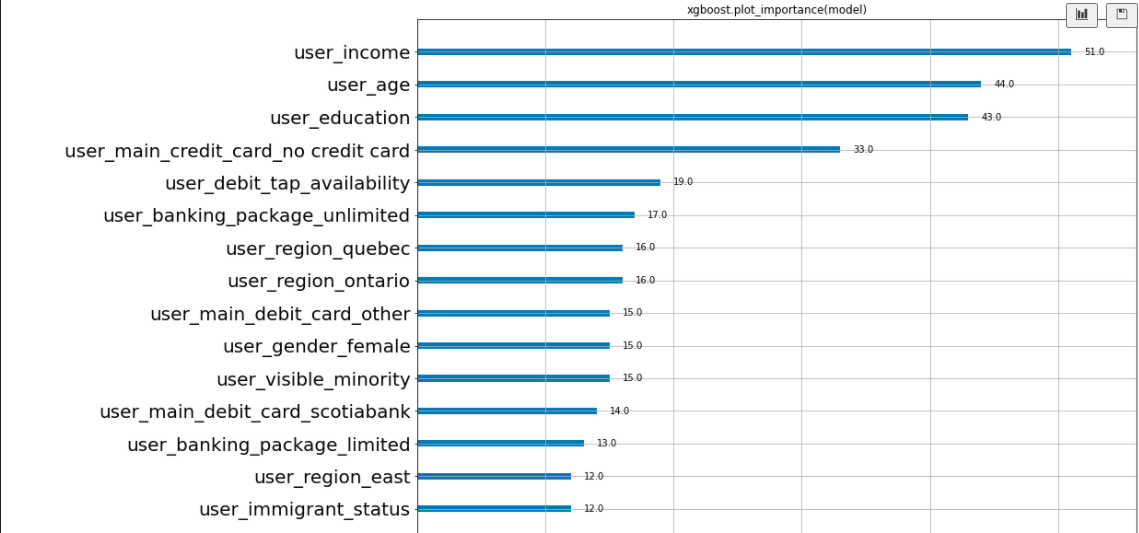 xgboost.plot_importance(model)
user_income 51.0
user_age 44.0
user_education 43.0
user_main_credit_card_no credit card 33.0
user_debit_tap_availability 19.0
user_banking_package_unlimited 17.0
user_region_quebec 16.0
user_region_ontario 16.0
user_main_debit_card_other 15.0
user_gender_female 15.0
user_visible_minority 15.0
user_main_debit_card_scotiabank 14.0
user_banking_package_limited 13.0
user_region_east 12.0
user_immigrant_status 12.0